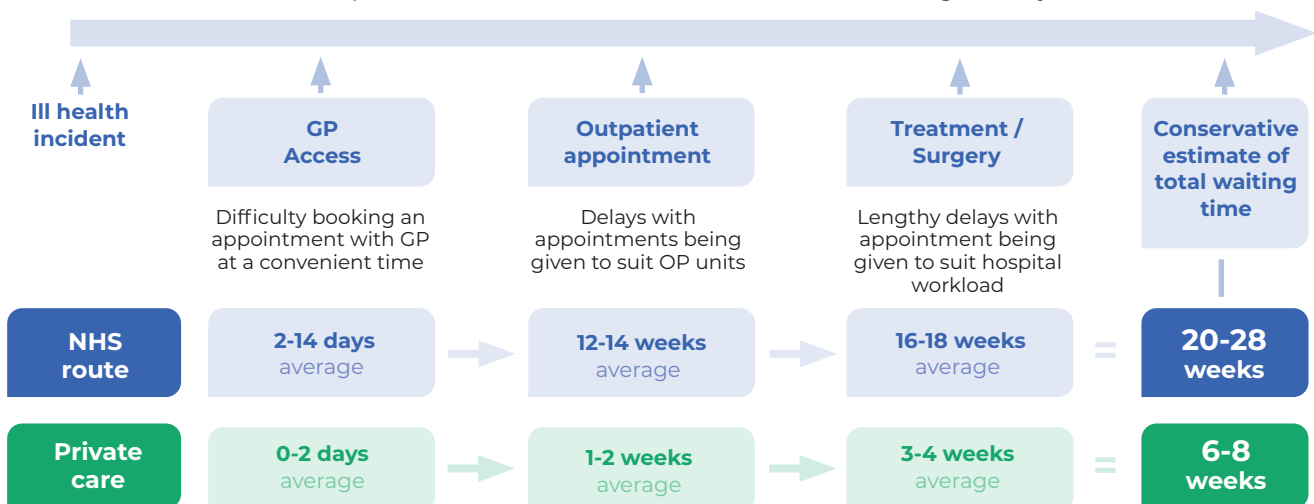 Ill health
incident
GP
Access
Outpatient
appointment
Treatment /
Surgery
Conservative
estimate of
total waiting
time
Difficulty booking an
appointment with GP
at a convenient time
Delays with
appointments being
given to suit OP units
Lengthy delays with
appointment being
given to suit hospital
workload
NHS
route
2-14 days
average
12-14 weeks
average
16-18 weeks
average
=
20-28
weeks
Private
care
0-2 days
average
1-2 weeks
average
3-4 weeks
average
=
6-8
weeks